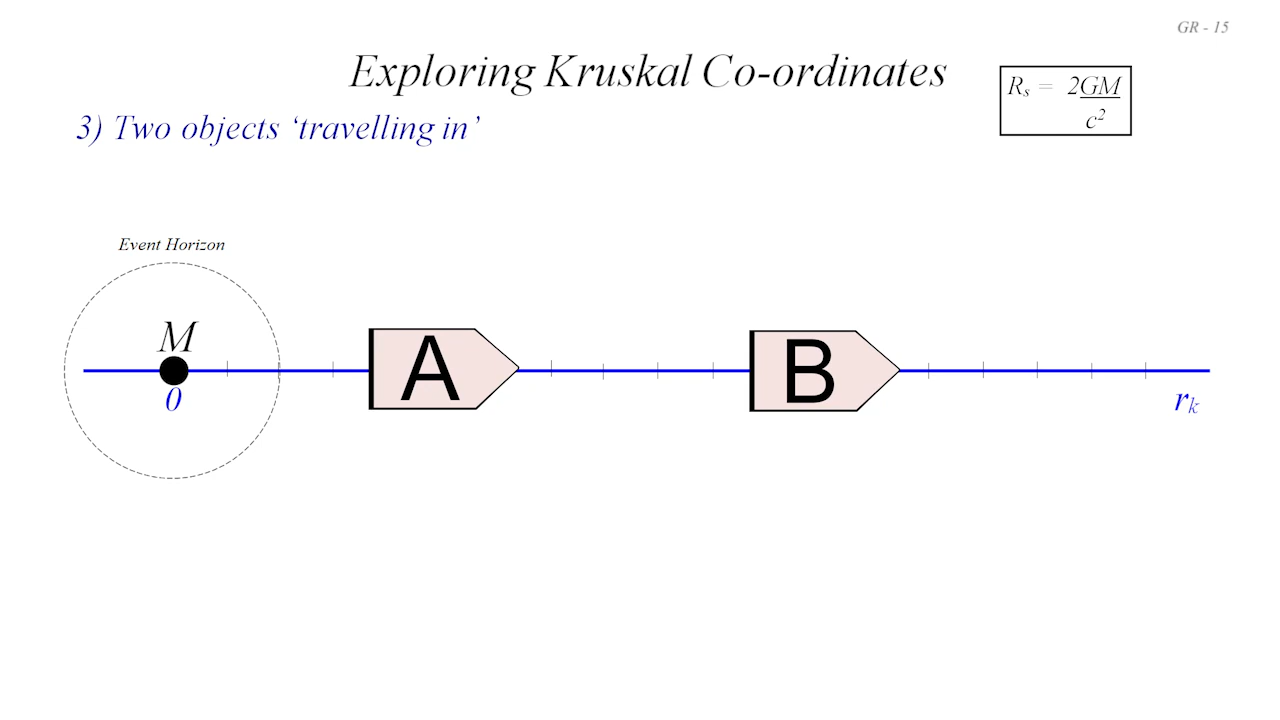 GR - 15
Exploring Kruskal Co-ordinates
Rs = 2GM
c²
3) Two objects ‘travelling in’
Event Horizon
M
A
B
0
rk